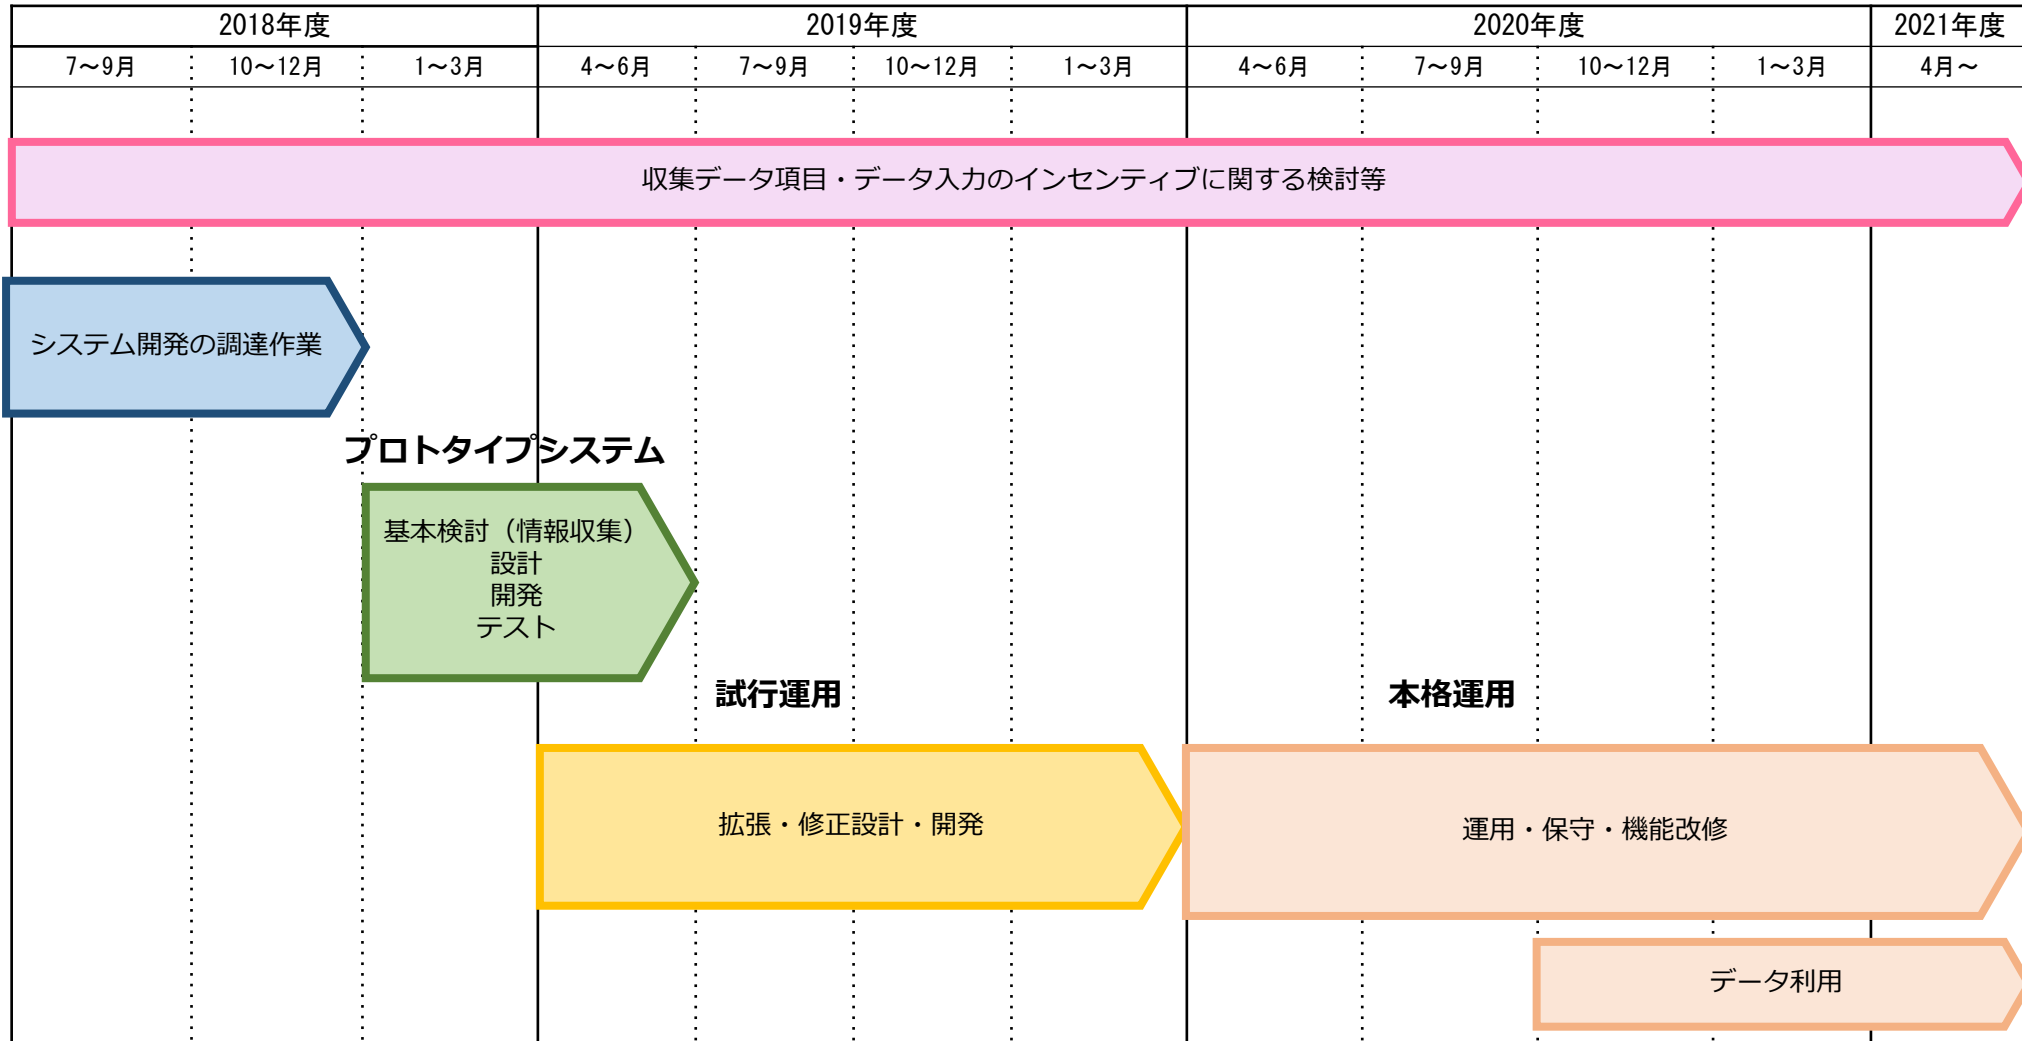 2018年度
2019年度
2020年度
2021年度
7～9月
10～12月
1～3月
4～6月
7～9月
10～12月
1～3月
4～6月
7～9月
10～12月
1～3月
4月～
収集データ項目・データ入力のインセンティブに関する検討等
システム開発の調達作業
プロトタイプシステム
基本検討（情報収集）
設計
開発
テスト
試行運用
本格運用
拡張・修正設計・開発
運用・保守・機能改修
データ利用